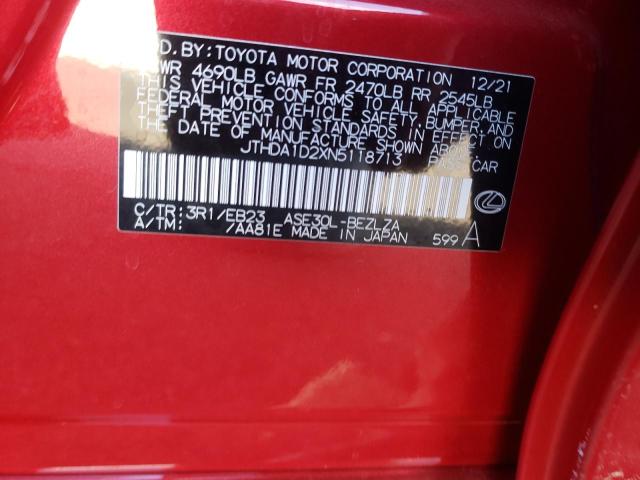 D. BY: TOYOTA MOTOR CORPORATION 12/21
WR 4690LB GAWR FR 2470LB RR 2545LB
THIS VEHICLE CONFORMS TO ALL APPLICABLE
FEDERAL MOTOR VEHICLE SAFETY, BUMPER, AND
THEFT PREVENTION STANDARDS IN EFFECT ON THE
DATE OF MANUFACTURE SHOWN ABOVE.
JTHDA1D2XN5118713 PASS CAR
C/TR: 3R1/EB23 ASE30L-BEZLZA
A/TM: /AA81E MADE IN JAPAN 599 A